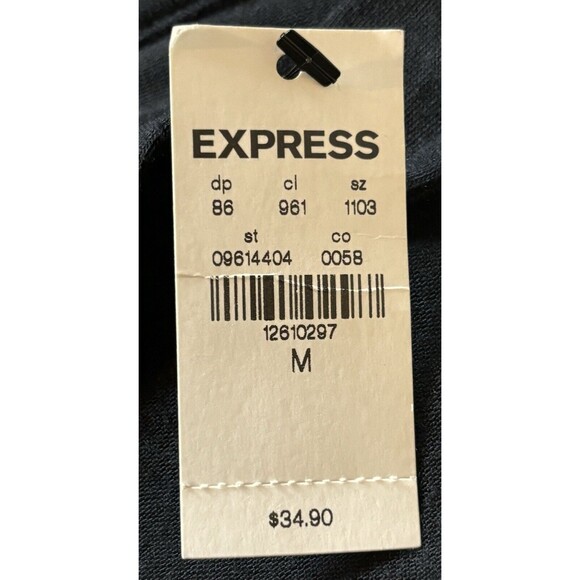 EXPRESS
dp cl sz
86 961 1103
st co
09614404 0058
12610297
M
$34.90